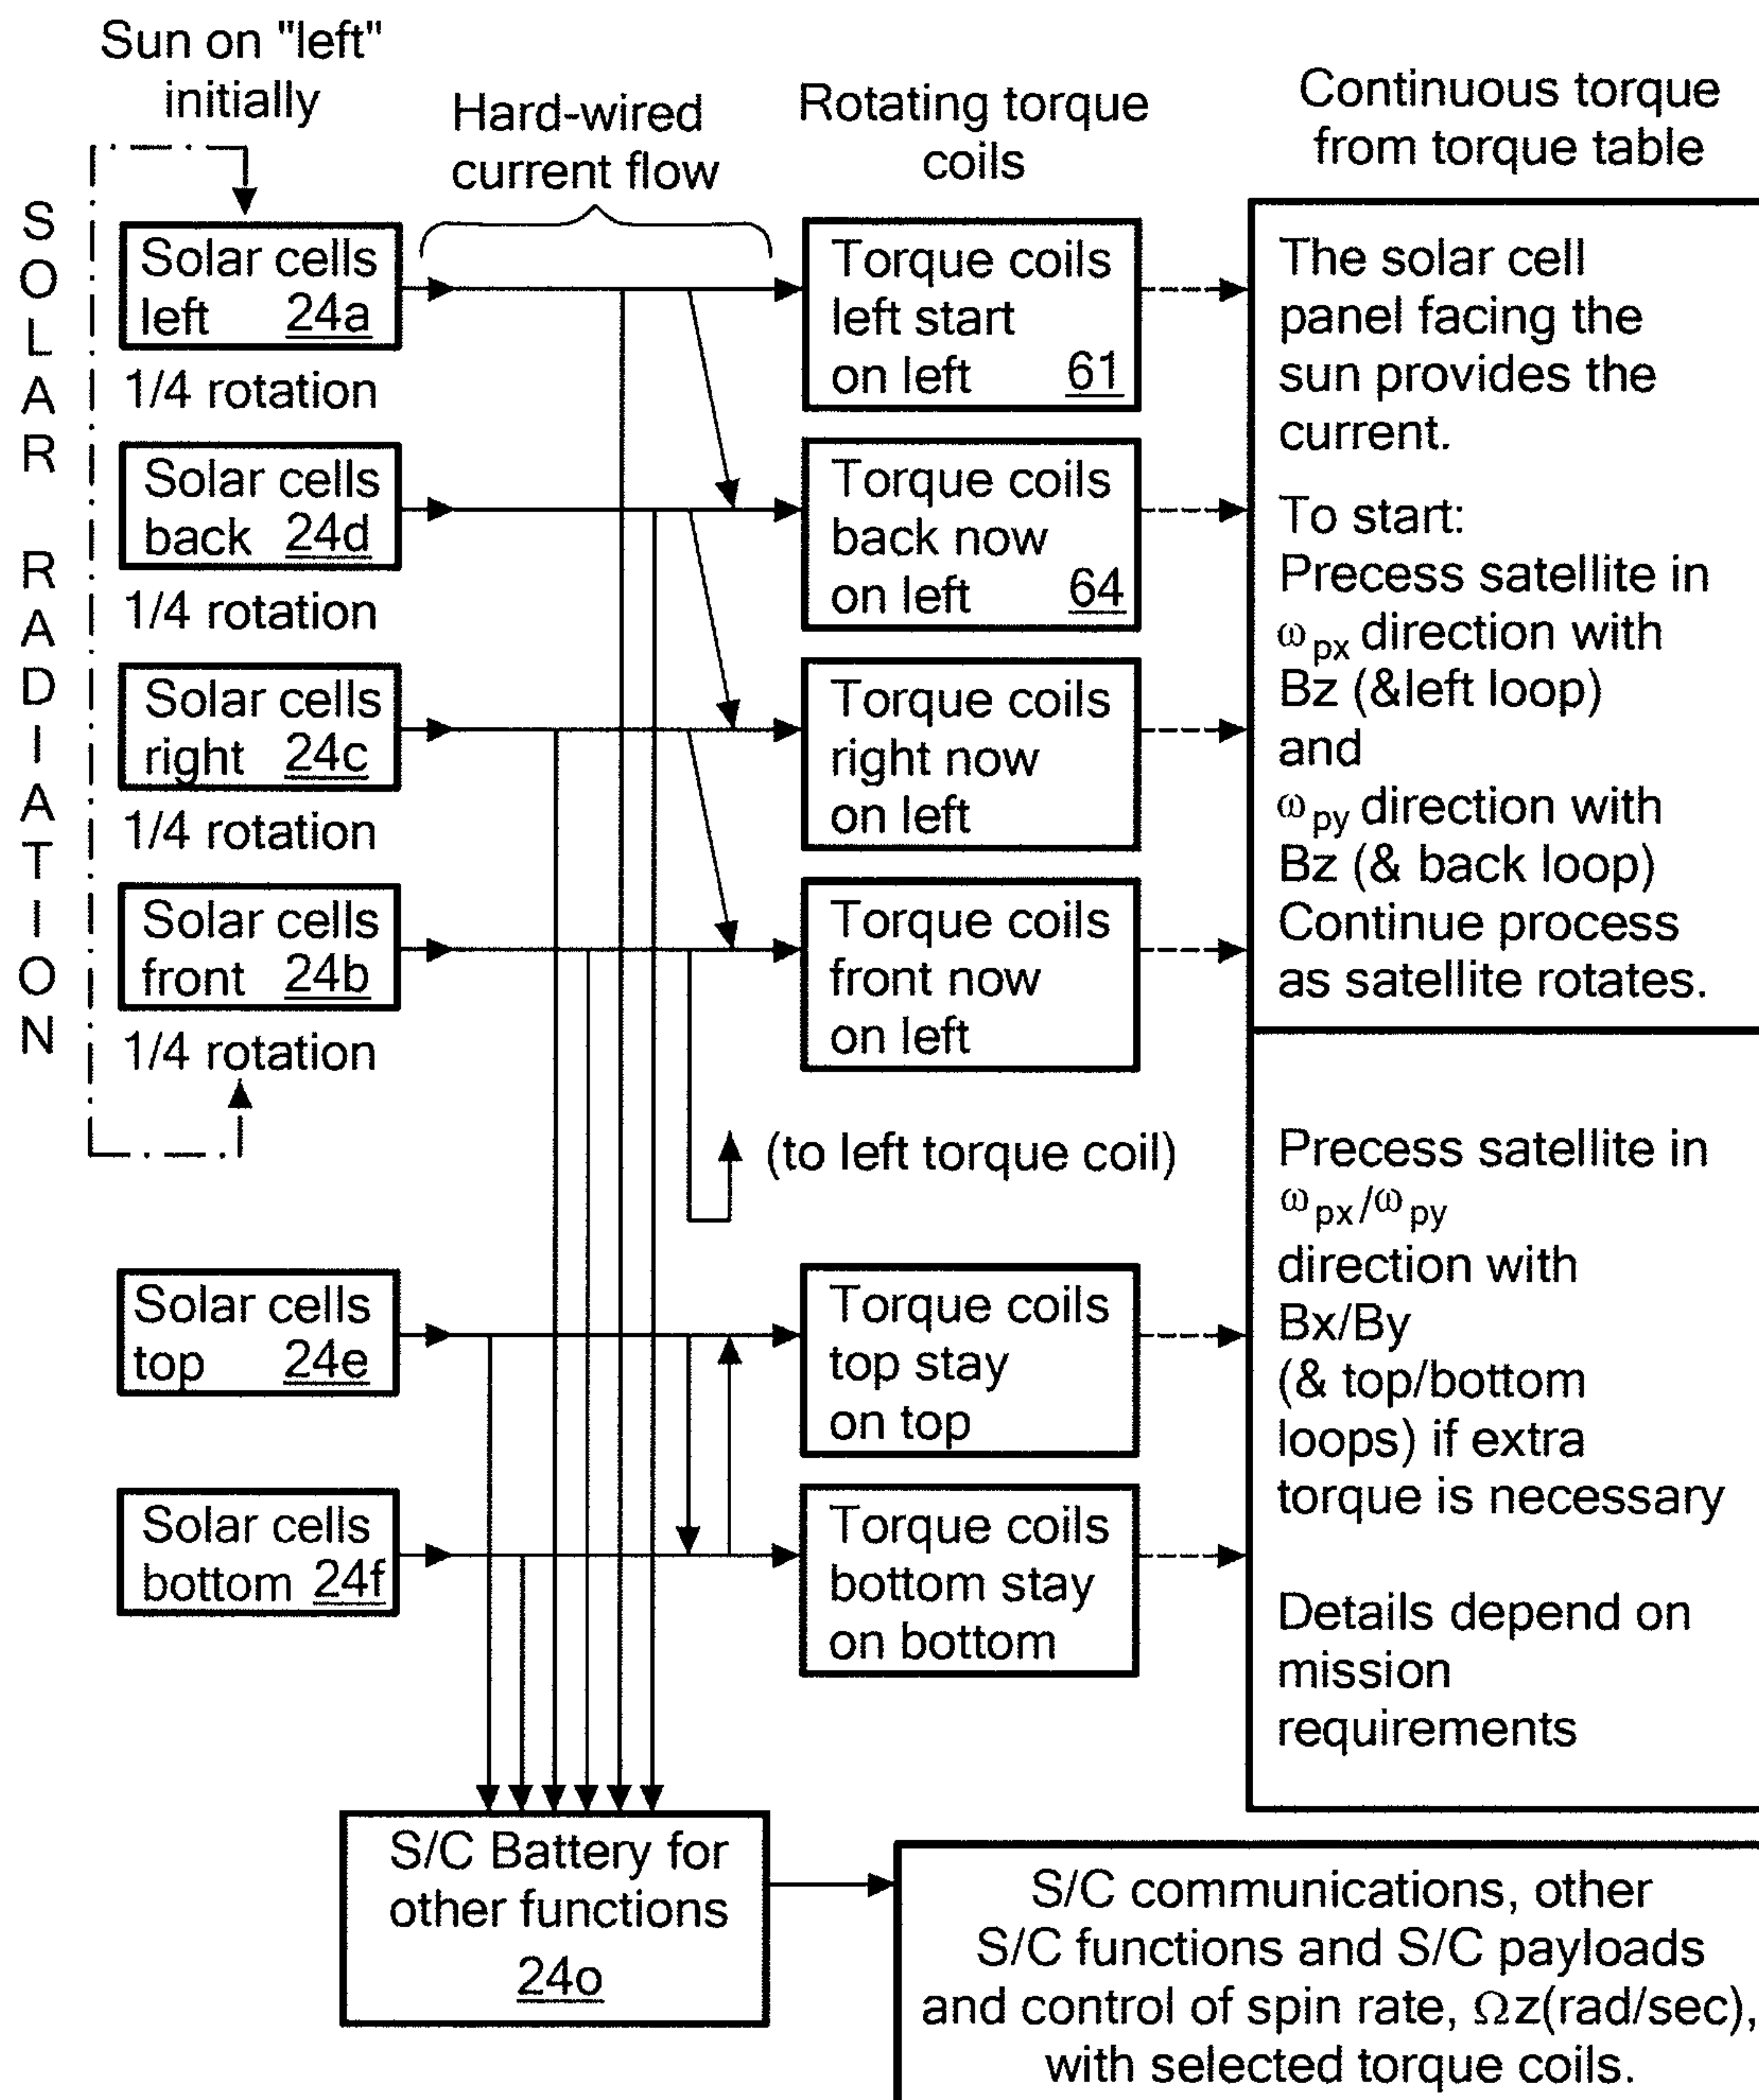 Sun on "left"
initially
Hard-wired
current flow
Rotating torque
coils
Continuous torque
from torque table
SOLAR RADIATION
Solar cells
left 24a
1/4 rotation
Solar cells
back 24d
1/4 rotation
Solar cells
right 24c
1/4 rotation
Solar cells
front 24b
1/4 rotation
Torque coils
left start
on left 61
Torque coils
back now
on left 64
Torque coils
right now
on left
Torque coils
front now
on left
(to left torque coil)
The solar cell
panel facing the
sun provides the
current.
To start:
Precess satellite in
ωpx direction with
Bz (&left loop)
and
ωpy direction with
Bz (& back loop)
Continue process
as satellite rotates.
Solar cells
top 24e
Solar cells
bottom 24f
Torque coils
top stay
on top
Torque coils
bottom stay
on bottom
Precess satellite in
ωpx/ωpy
direction with
Bx/By
(& top/bottom
loops) if extra
torque is necessary
Details depend on
mission
requirements
S/C Battery for
other functions
24o
S/C communications, other
S/C functions and S/C payloads
and control of spin rate, Ωz(rad/sec),
with selected torque coils.